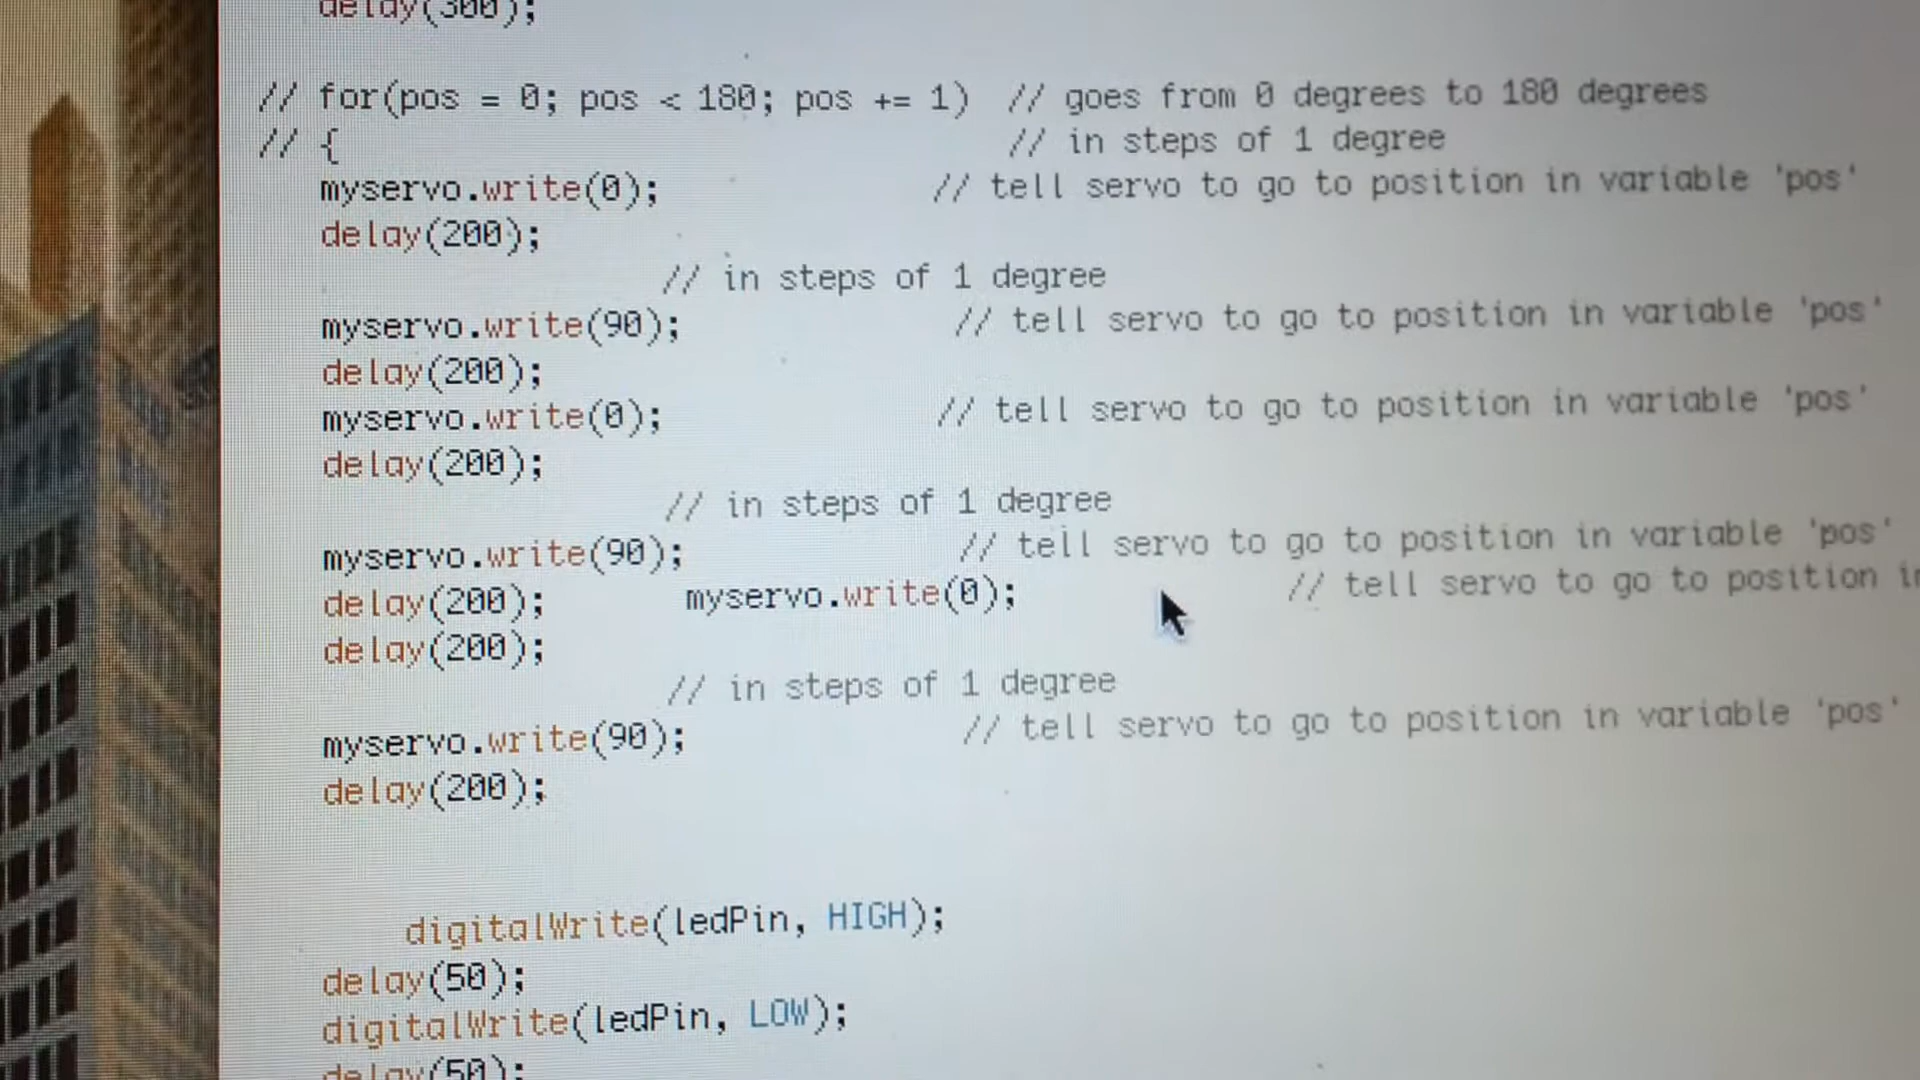 delay(300);
// for(pos = 0; pos < 180; pos += 1)  // goes from 0 degrees to 180 degrees
// {                                  // in steps of 1 degree
myservo.write(0);              // tell servo to go to position in variable 'pos'
delay(200);
// in steps of 1 degree
myservo.write(90);              // tell servo to go to position in variable 'pos'
delay(200);
myservo.write(0);              // tell servo to go to position in variable 'pos'
delay(200);
// in steps of 1 degree
myservo.write(90);              // tell servo to go to position in variable 'pos'
delay(200);       myservo.write(0);              // tell servo to go to position in
delay(200);
// in steps of 1 degree
myservo.write(90);              // tell servo to go to position in variable 'pos'
delay(200);
digitalWrite(ledPin, HIGH);
delay(50);
digitalWrite(ledPin, LOW);
delay(50);